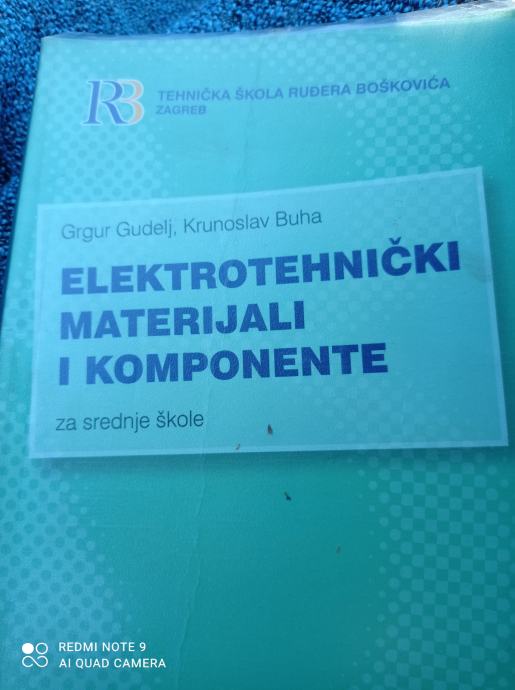 RB
TEHNIČKA ŠKOLA RUĐERA BOŠKOVIĆA
ZAGREB
Grgur Gudelj, Krunoslav Buha
ELEKTROTEHNIČKI
MATERIJALI
I KOMPONENTE
za srednje škole
REDMI NOTE 9
AI QUAD CAMERA